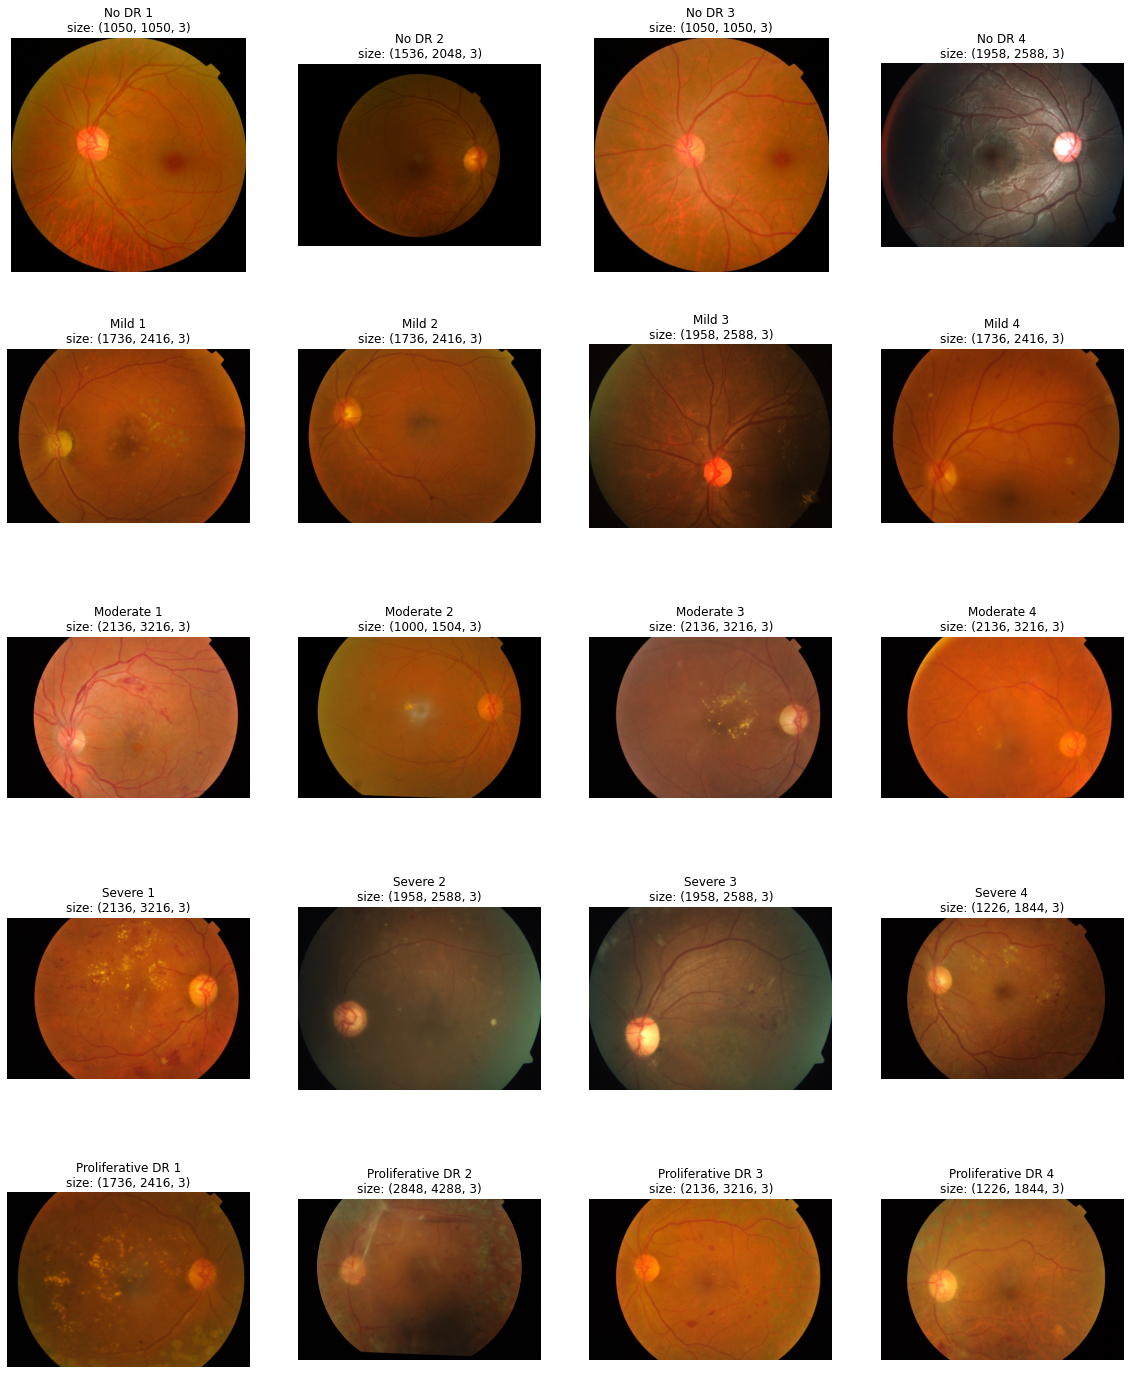 No DR 1
size: (1050, 1050, 3)
No DR 2
size: (1536, 2048, 3)
No DR 3
size: (1050, 1050, 3)
No DR 4
size: (1958, 2588, 3)
Mild 1
size: (1736, 2416, 3)
Mild 2
size: (1736, 2416, 3)
Mild 3
size: (1958, 2588, 3)
Mild 4
size: (1736, 2416, 3)
Moderate 1
size: (2136, 3216, 3)
Moderate 2
size: (1000, 1504, 3)
Moderate 3
size: (2136, 3216, 3)
Moderate 4
size: (2136, 3216, 3)
Severe 1
size: (2136, 3216, 3)
Severe 2
size: (1958, 2588, 3)
Severe 3
size: (1958, 2588, 3)
Severe 4
size: (1226, 1844, 3)
Proliferative DR 1
size: (1736, 2416, 3)
Proliferative DR 2
size: (2848, 4288, 3)
Proliferative DR 3
size: (2136, 3216, 3)
Proliferative DR 4
size: (1226, 1844, 3)